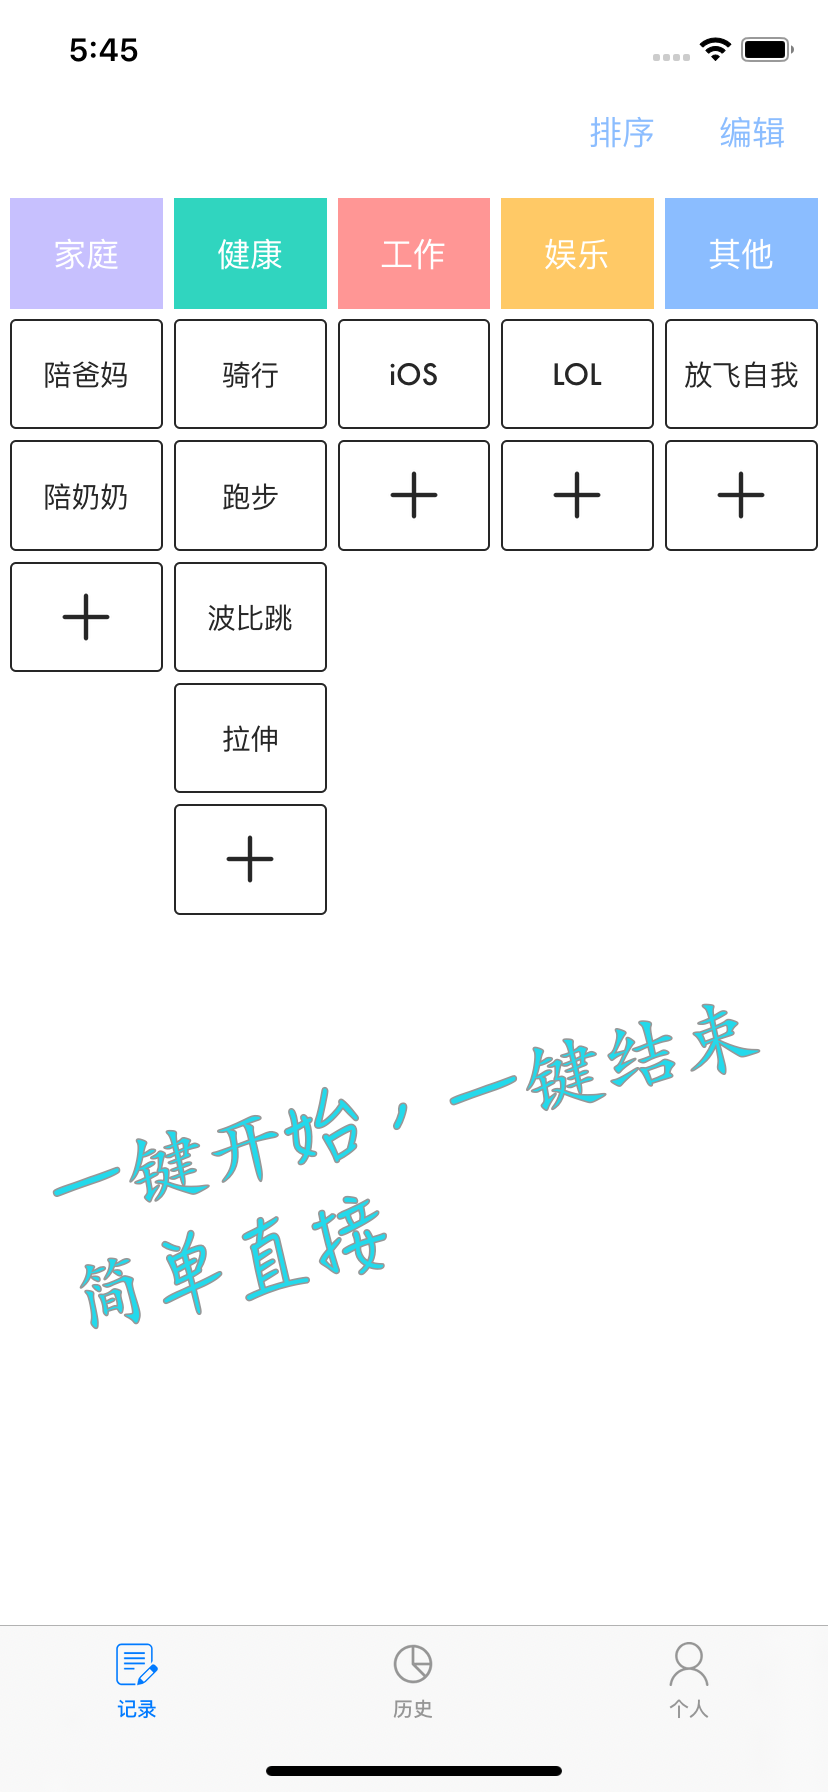 5:45
排序 编辑
家庭 健康 工作 娱乐 其他
陪爸妈 骑行 iOS LOL 放飞自我
陪奶奶 跑步
波比跳
拉伸
一键开始，一键结束
简单直接
记录 历史 个人